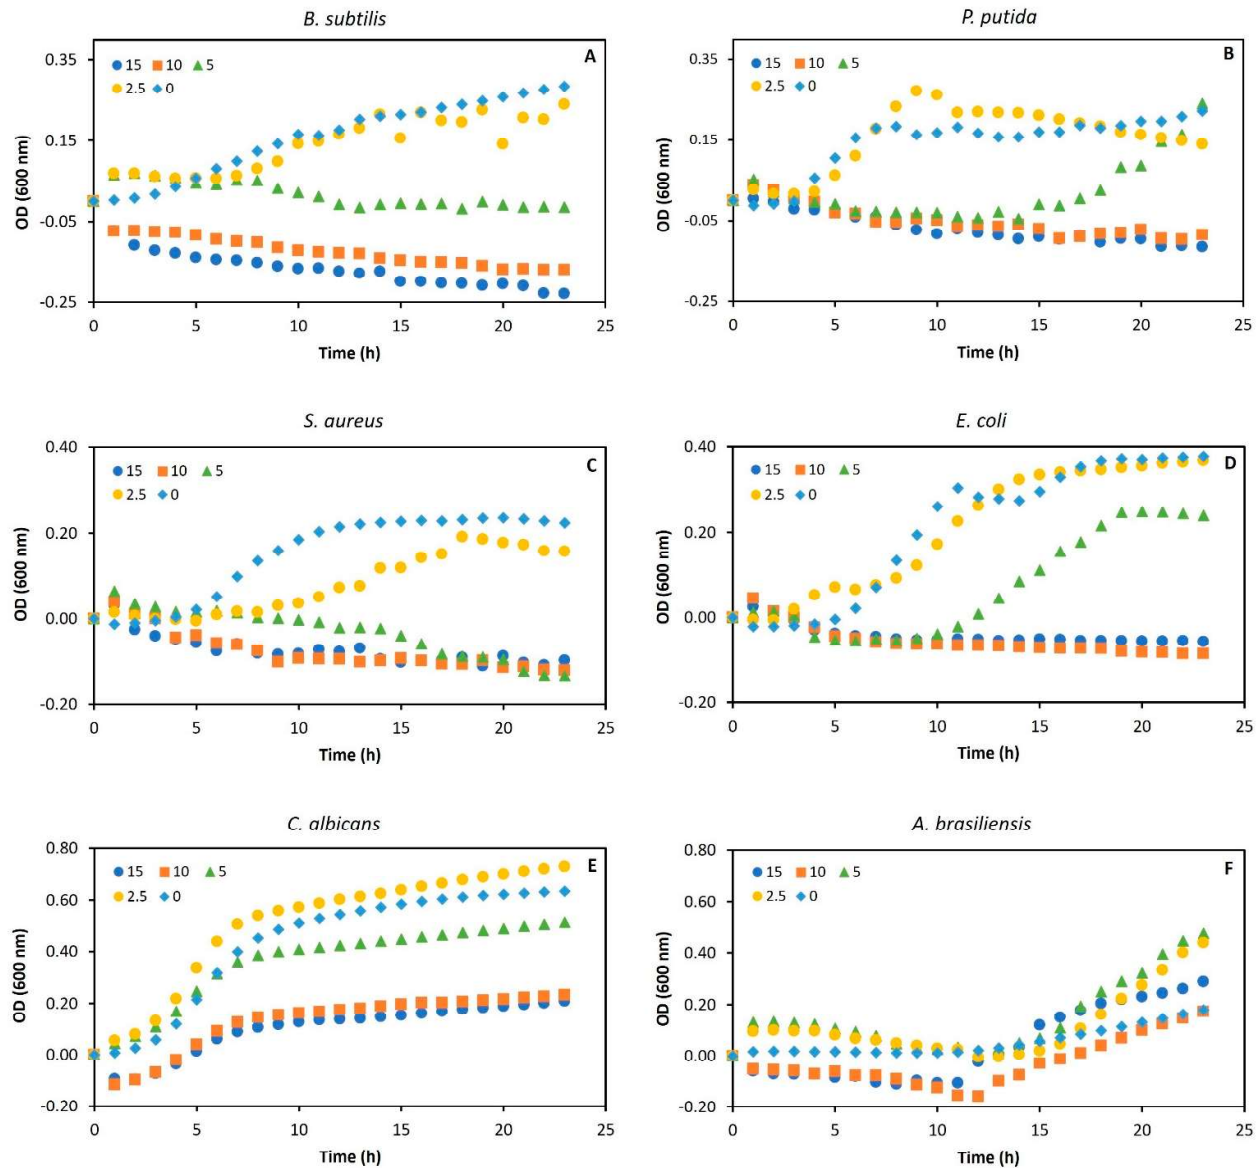 B. subtilis
A
15 10 5
2.5 0
0.35
0.15
-0.05
-0.25
OD (600 nm)
0 5 10 15 20 25
Time (h)
P. putida
B
15 10 5
2.5 0
0.35
0.15
-0.05
-0.25
OD (600 nm)
0 5 10 15 20 25
Time (h)
S. aureus
C
15 10 5
2.5 0
0.40
0.20
0.00
-0.20
OD (600 nm)
0 5 10 15 20 25
Time (h)
E. coli
D
15 10 5
2.5 0
0.40
0.20
0.00
-0.20
OD (600 nm)
0 5 10 15 20 25
Time (h)
C. albicans
E
15 10 5
2.5 0
0.80
0.60
0.40
0.20
0.00
-0.20
OD (600 nm)
0 5 10 15 20 25
Time (h)
A. brasiliensis
F
15 10 5
2.5 0
0.80
0.60
0.40
0.20
0.00
-0.20
OD (600 nm)
0 5 10 15 20 25
Time (h)